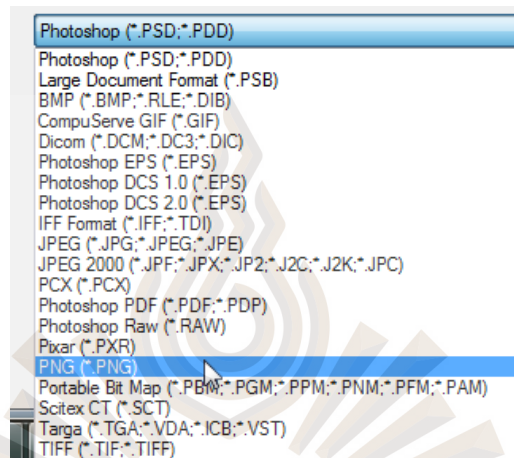 Photoshop (*.PSD;*.PDD)
Photoshop (*.PSD;*.PDD)
Large Document Format (*.PSB)
BMP (*.BMP;*.RLE;*.DIB)
CompuServe GIF (*.GIF)
Dicom (*.DCM;*.DC3;*.DIC)
Photoshop EPS (*.EPS)
Photoshop DCS 1.0 (*.EPS)
Photoshop DCS 2.0 (*.EPS)
IFF Format (*.IFF;*.TDI)
JPEG (*.JPG;*.JPEG;*.JPE)
JPEG 2000 (*.JPF;*.JPX;*.JP2;*.J2C;*.J2K;*.JPC)
PCX (*.PCX)
Photoshop PDF (*.PDF;*.PDP)
Photoshop Raw (*.RAW)
Pixar (*.PXR)
PNG (*.PNG)
Portable Bit Map (*.PBM;*.PGM;*.PPM;*.PNM;*.PFM;*.PAM)
Scitex CT (*.SCT)
Targa (*.TGA;*.VDA;*.ICB;*.VST)
TIFF (*.TIF;*.TIFF)